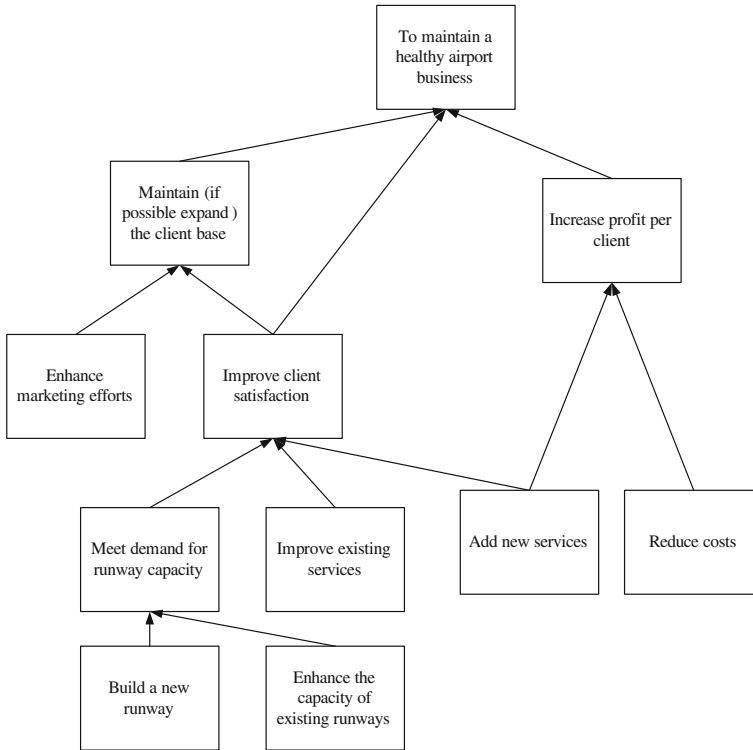 To maintain a
healthy airport
business
Maintain (if
possible expand )
the client base
Increase profit per
client
Enhance
marketing efforts
Improve client
satisfaction
Meet demand for
runway capacity
Improve existing
services
Add new services
Reduce costs
Build a new
runway
Enhance the
capacity of
existing runways